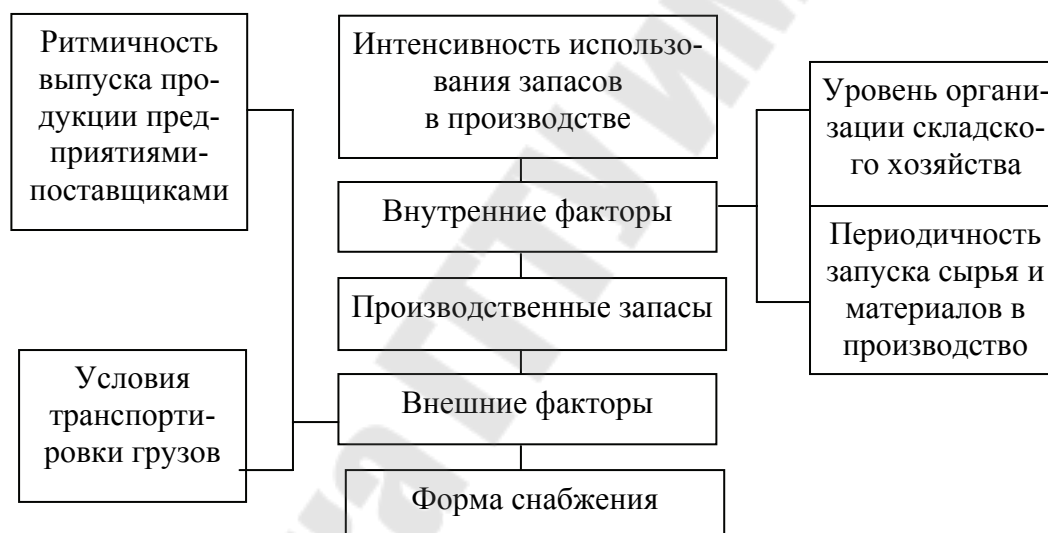 Ритмичность
выпуска про-
дукции пред-
приятиями-
поставщиками
Условия
транспорти-
ровки грузов
Интенсивность использо-
вания запасов
в производстве
Внутренние факторы
Производственные запасы
Внешние факторы
Форма снабжения
Уровень органи-
зации складско-
го хозяйства
Периодичность
запуска сырья и
материалов в
производство